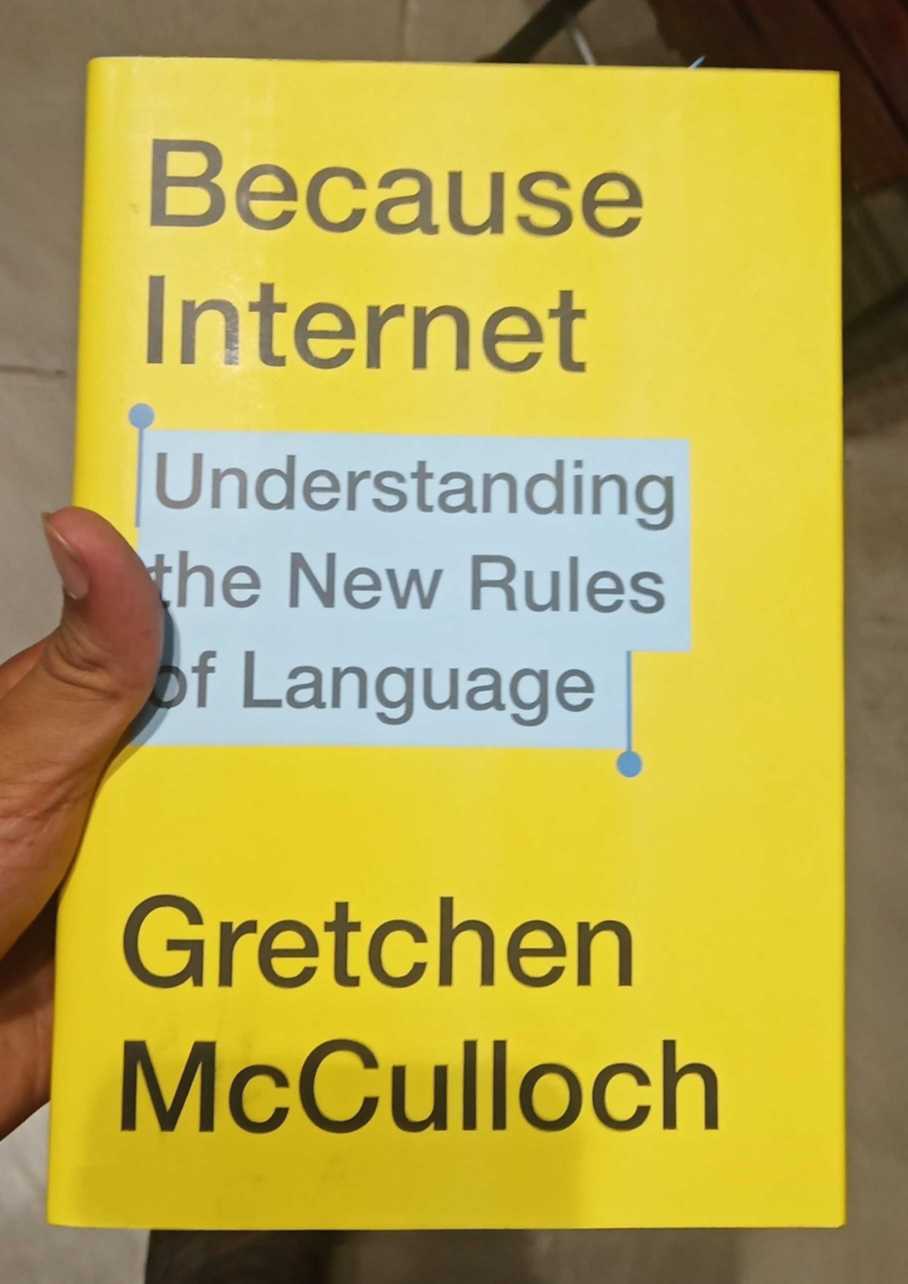 Because
Internet
Understanding
the New Rules
of Language
Gretchen
McCulloch